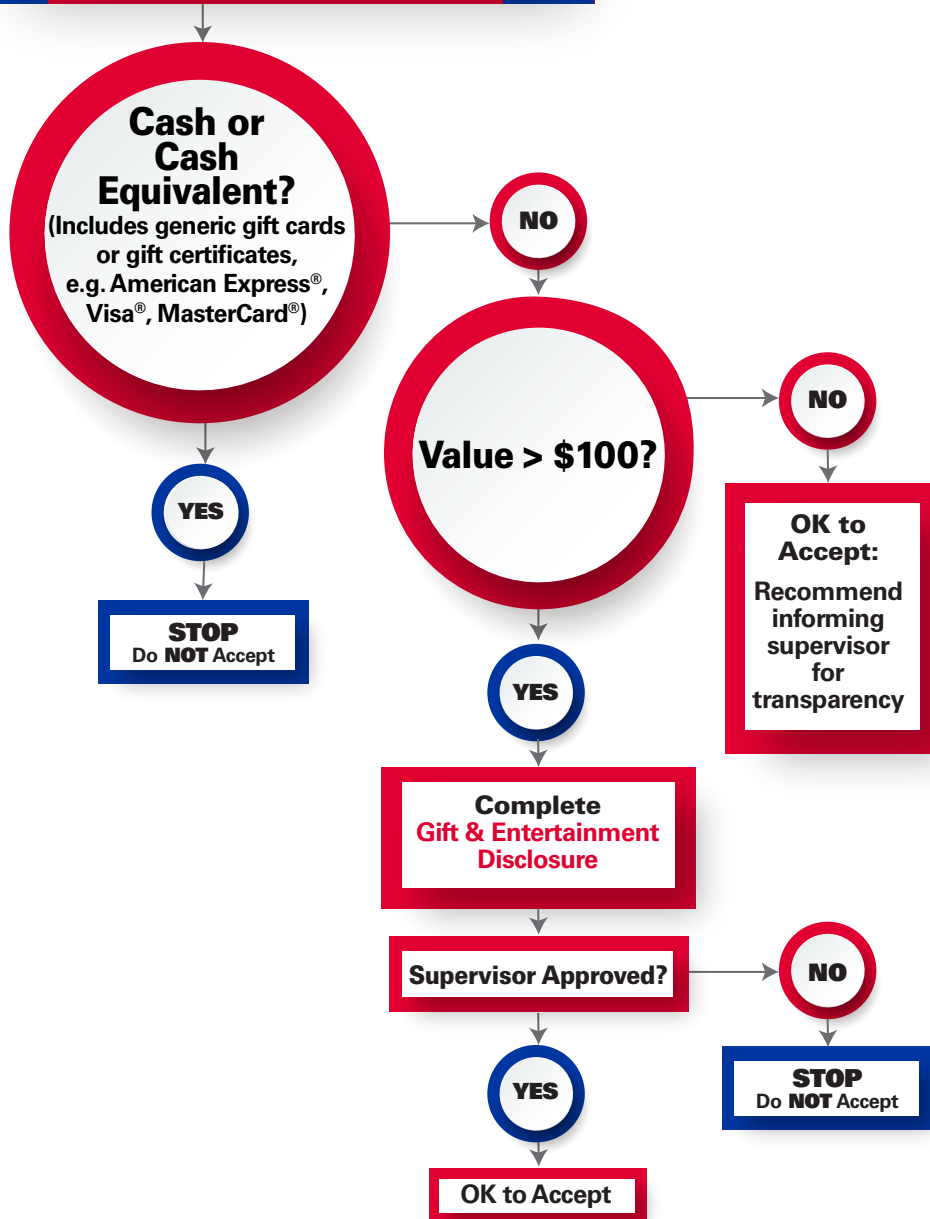 Cash or
Cash
Equivalent?
(Includes generic gift cards
or gift certificates,
e.g. American Express®,
Visa®, MasterCard®)
NO
YES
STOP
Do NOT Accept
Value > $100?
NO
OK to
Accept:
Recommend
informing
supervisor
for
transparency
YES
Complete
Gift & Entertainment
Disclosure
Supervisor Approved?
NO
STOP
Do NOT Accept
YES
OK to Accept